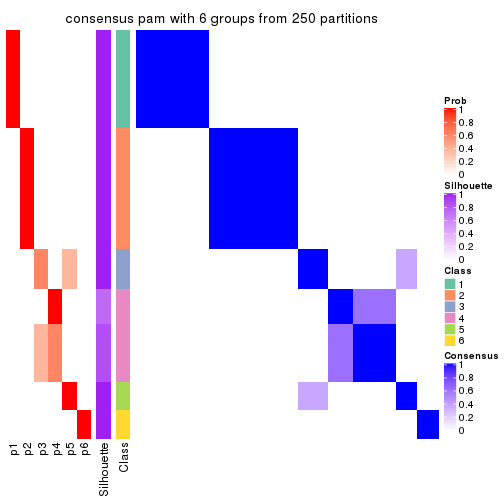 consensus pam with 6 groups from 250 partitions
Prob
1
0.8
0.6
0.4
0.2
0
Silhouette
1
0.8
0.6
0.4
0.2
0
Class
1
2
3
4
5
6
Consensus
1
0.8
0.6
0.4
0.2
0
p1
p2
p3
p4
p5
p6
Silhouette
Class